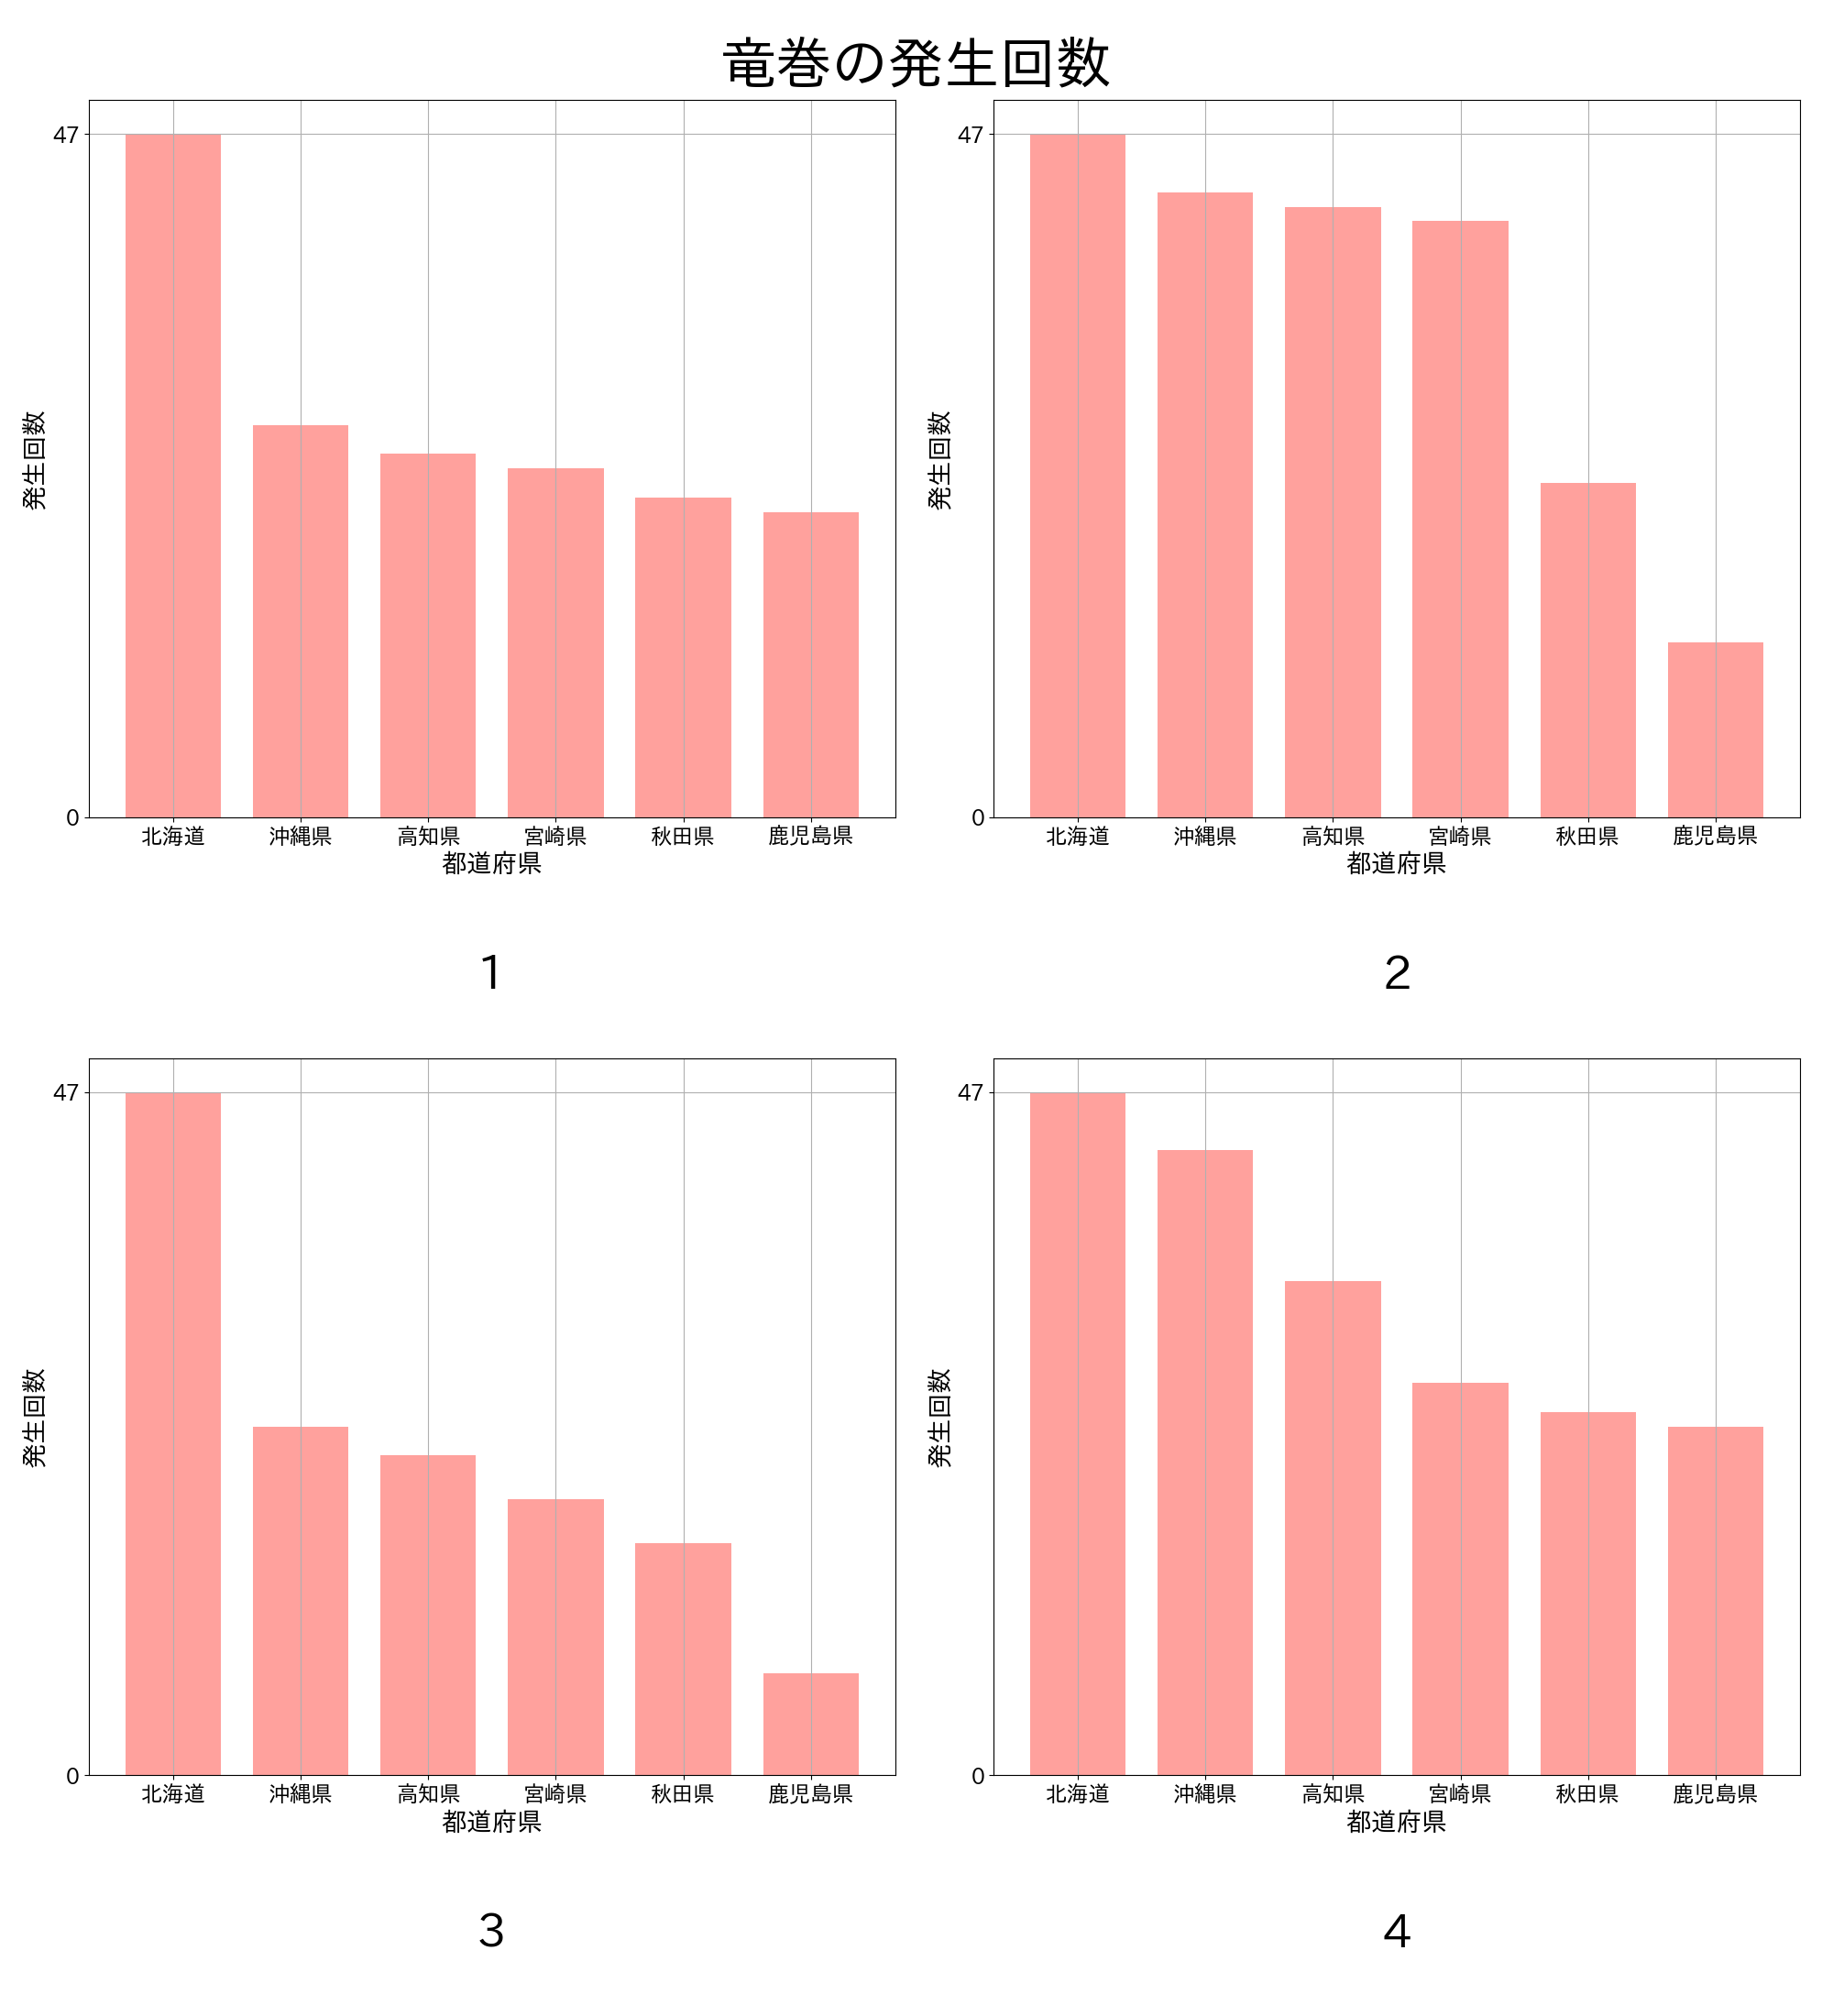 竜巻の発生回数
47
発生回数
0
北海道 沖縄県 高知県 宮崎県 秋田県 鹿児島県
都道府県
1
47
発生回数
0
北海道 沖縄県 高知県 宮崎県 秋田県 鹿児島県
都道府県
2
47
発生回数
0
北海道 沖縄県 高知県 宮崎県 秋田県 鹿児島県
都道府県
3
47
発生回数
0
北海道 沖縄県 高知県 宮崎県 秋田県 鹿児島県
都道府県
4